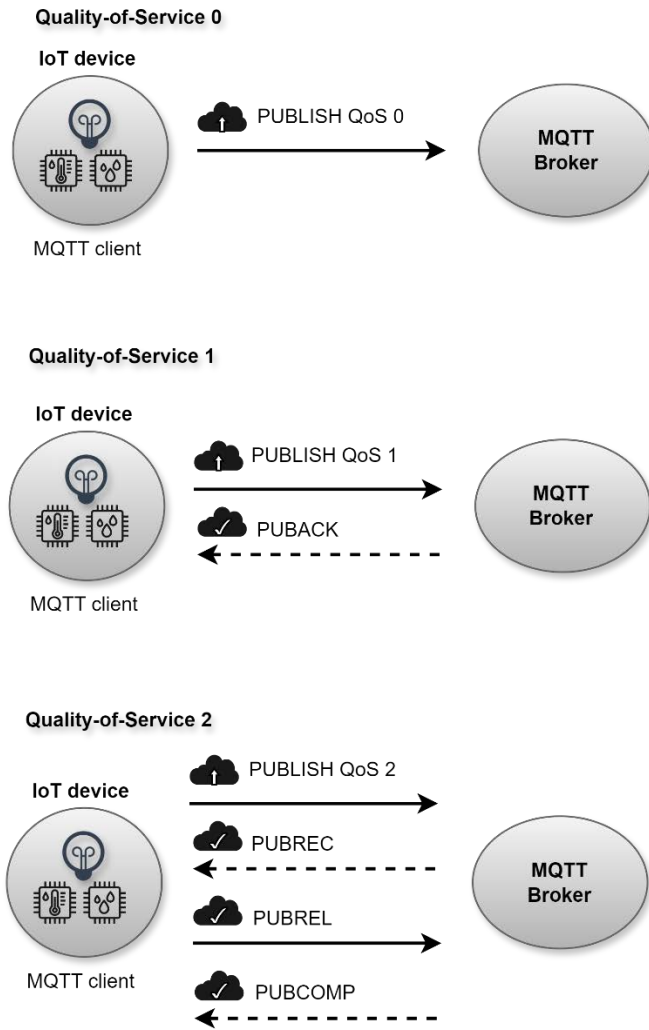 Quality-of-Service 0
IoT device
PUBLISH QoS 0
MQTT
Broker
MQTT client
Quality-of-Service 1
IoT device
PUBLISH QoS 1
MQTT
Broker
PUBACK
MQTT client
Quality-of-Service 2
PUBLISH QoS 2
IoT device
PUBREC
MQTT
Broker
PUBREL
MQTT client
PUBCOMP